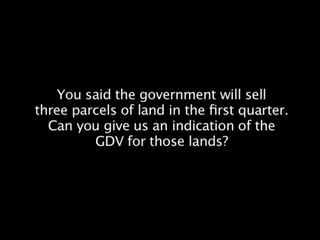 You said the government will sell
three parcels of land in the first quarter.
Can you give us an indication of the
GDV for those lands?